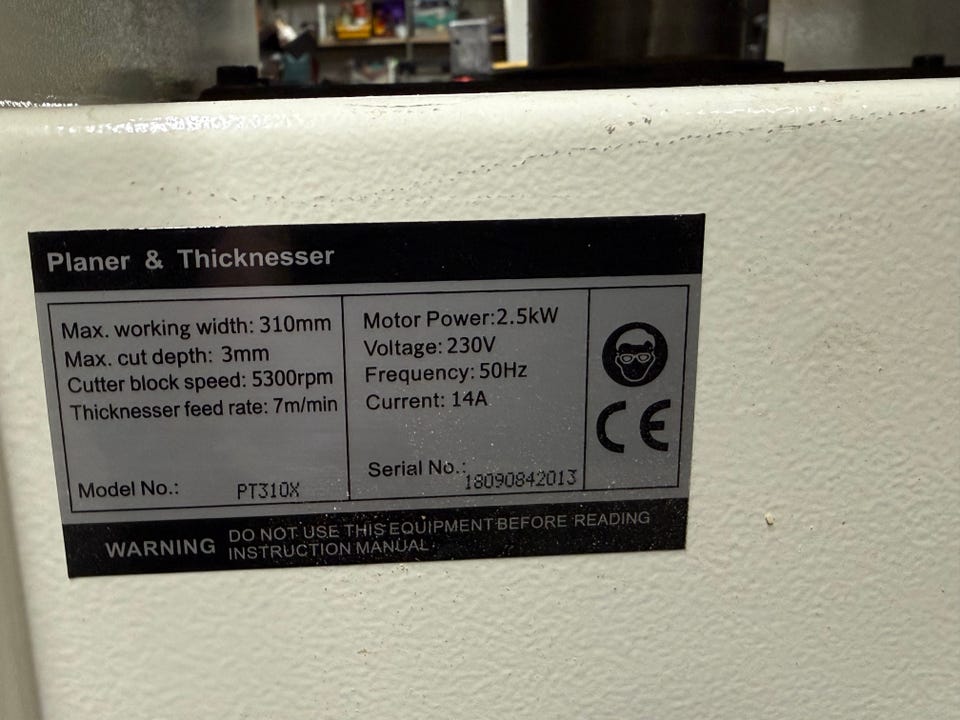 Planer & Thicknesser
Max. working width: 310mm
Max. cut depth: 3mm
Cutter block speed: 5300rpm
Thicknesser feed rate: 7m/min
Model No.: PT310X
Motor Power:2.5kW
Voltage: 230V
Frequency: 50Hz
Current: 14A
Serial No.: 18090842013
CE
WARNING DO NOT USE THIS EQUIPMENT BEFORE READING
INSTRUCTION MANUAL.